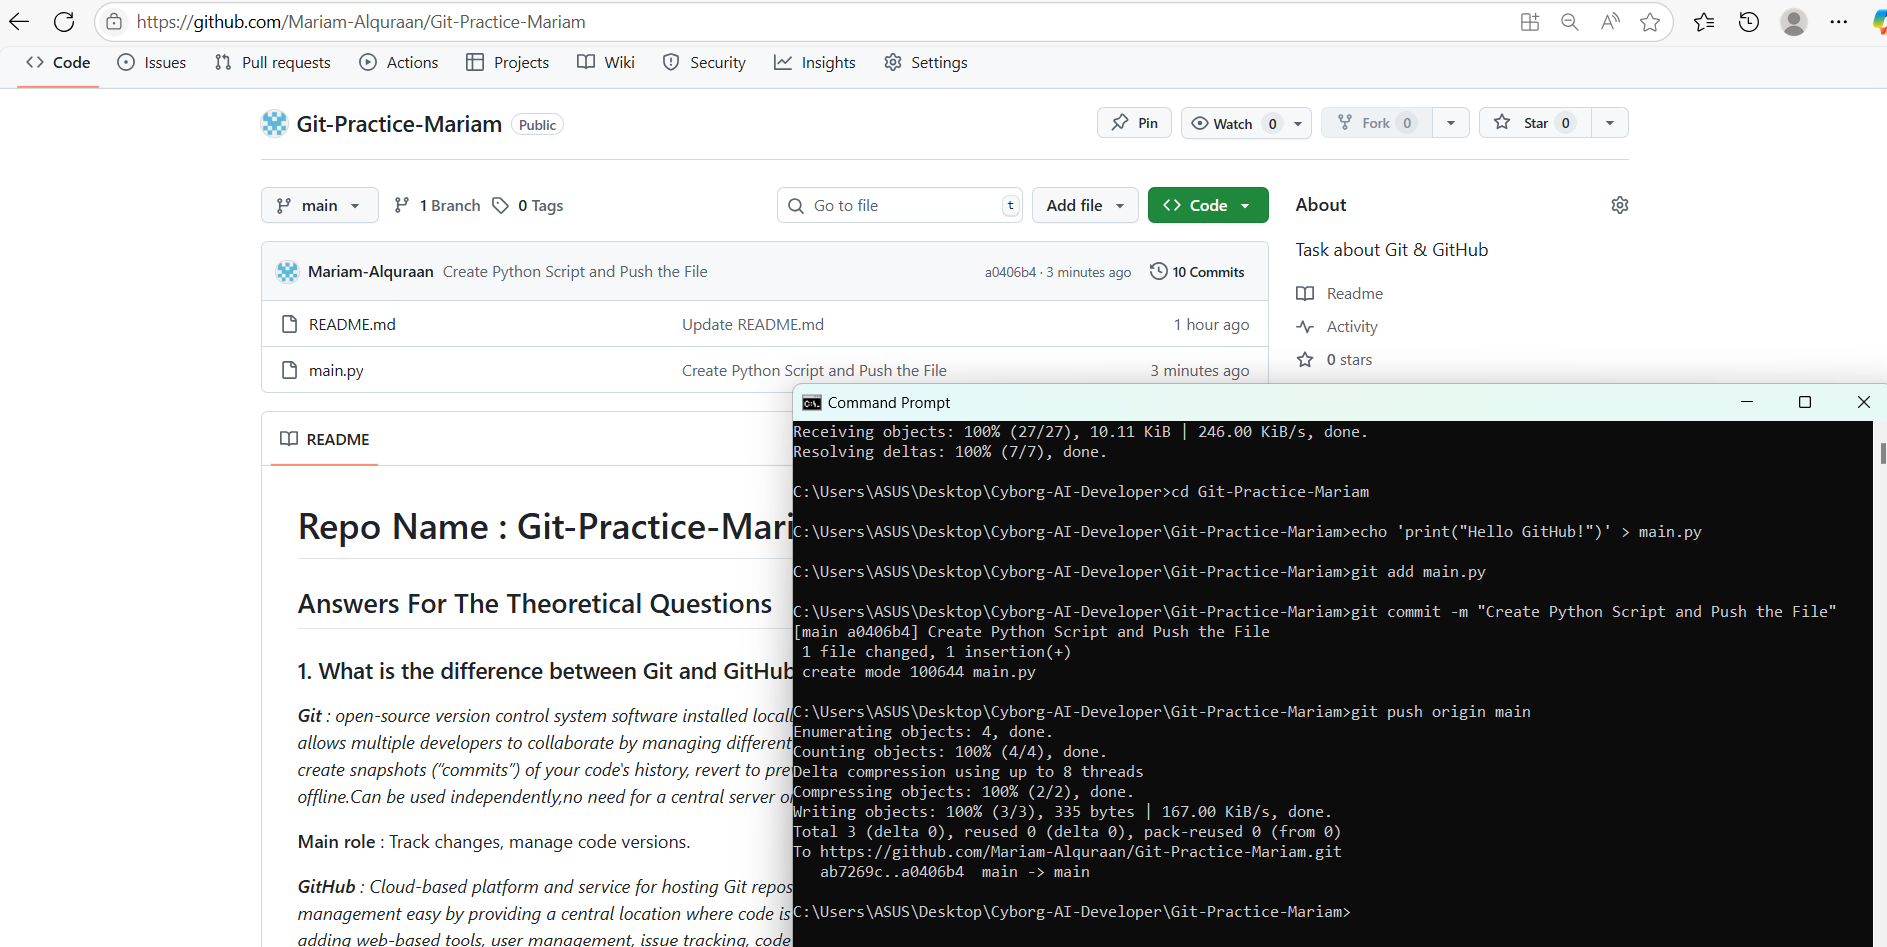 https://github.com/Mariam-Alquraan/Git-Practice-Mariam
Code Issues Pull requests Actions Projects Wiki Security Insights Settings
Git-Practice-Mariam Public Pin Watch 0 Fork 0 Star 0
main 1 Branch 0 Tags Go to file t Add file Code
Mariam-Alquraan Create Python Script and Push the File a0406b4 · 3 minutes ago 10 Commits
README.md Update README.md 1 hour ago
main.py Create Python Script and Push the File 3 minutes ago
About
Task about Git & GitHub
Readme
Activity
0 stars
README
Repo Name : Git-Practice-Mari
Answers For The Theoretical Questions
1. What is the difference between Git and GitHub
Git : open-source version control system software installed locall
allows multiple developers to collaborate by managing different
create snapshots (“commits”) of your code's history, revert to pre
offline.Can be used independently,no need for a central server o
Main role : Track changes, manage code versions.
GitHub : Cloud-based platform and service for hosting Git repos
management easy by providing a central location where code is
adding web-based tools, user management, issue tracking, code
Command Prompt
Receiving objects: 100% (27/27), 10.11 KiB | 246.00 KiB/s, done.
Resolving deltas: 100% (7/7), done.
C:\Users\ASUS\Desktop\Cyborg-AI-Developer>cd Git-Practice-Mariam
C:\Users\ASUS\Desktop\Cyborg-AI-Developer\Git-Practice-Mariam>echo 'print("Hello GitHub!")' > main.py
C:\Users\ASUS\Desktop\Cyborg-AI-Developer\Git-Practice-Mariam>git add main.py
C:\Users\ASUS\Desktop\Cyborg-AI-Developer\Git-Practice-Mariam>git commit -m "Create Python Script and Push the File"
[main a0406b4] Create Python Script and Push the File
1 file changed, 1 insertion(+)
create mode 100644 main.py
C:\Users\ASUS\Desktop\Cyborg-AI-Developer\Git-Practice-Mariam>git push origin main
Enumerating objects: 4, done.
Counting objects: 100% (4/4), done.
Delta compression using up to 8 threads
Compressing objects: 100% (2/2), done.
Writing objects: 100% (3/3), 335 bytes | 167.00 KiB/s, done.
Total 3 (delta 0), reused 0 (delta 0), pack-reused 0 (from 0)
To https://github.com/Mariam-Alquraan/Git-Practice-Mariam.git
ab7269c..a0406b4 main -> main
C:\Users\ASUS\Desktop\Cyborg-AI-Developer\Git-Practice-Mariam>